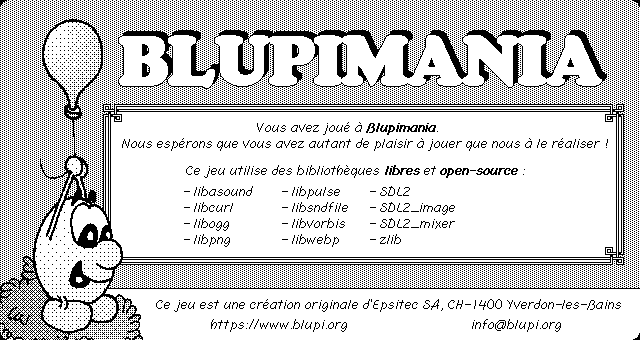 BLUPIMANIA
Vous avez joué à Blupimania.
Nous espérons que vous avez autant de plaisir à jouer que nous à le réaliser !
Ce jeu utilise des bibliothèques libres et open-source :
- libasound - libpulse - SDL2
- libcurl - libsndfile - SDL2_image
- libogg - libvorbis - SDL2_mixer
- libpng - libwebp - zlib
Ce jeu est une création originale d'Epsitec SA, CH-1400 Yverdon-les-Bains
https://www.blupi.org info@blupi.org